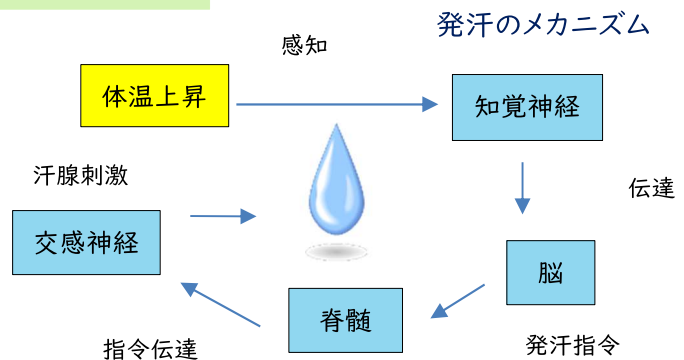 発汗のメカニズム
感知
体温上昇
知覚神経
伝達
脳
発汗指令
脊髄
指令伝達
交感神経
汗腺刺激